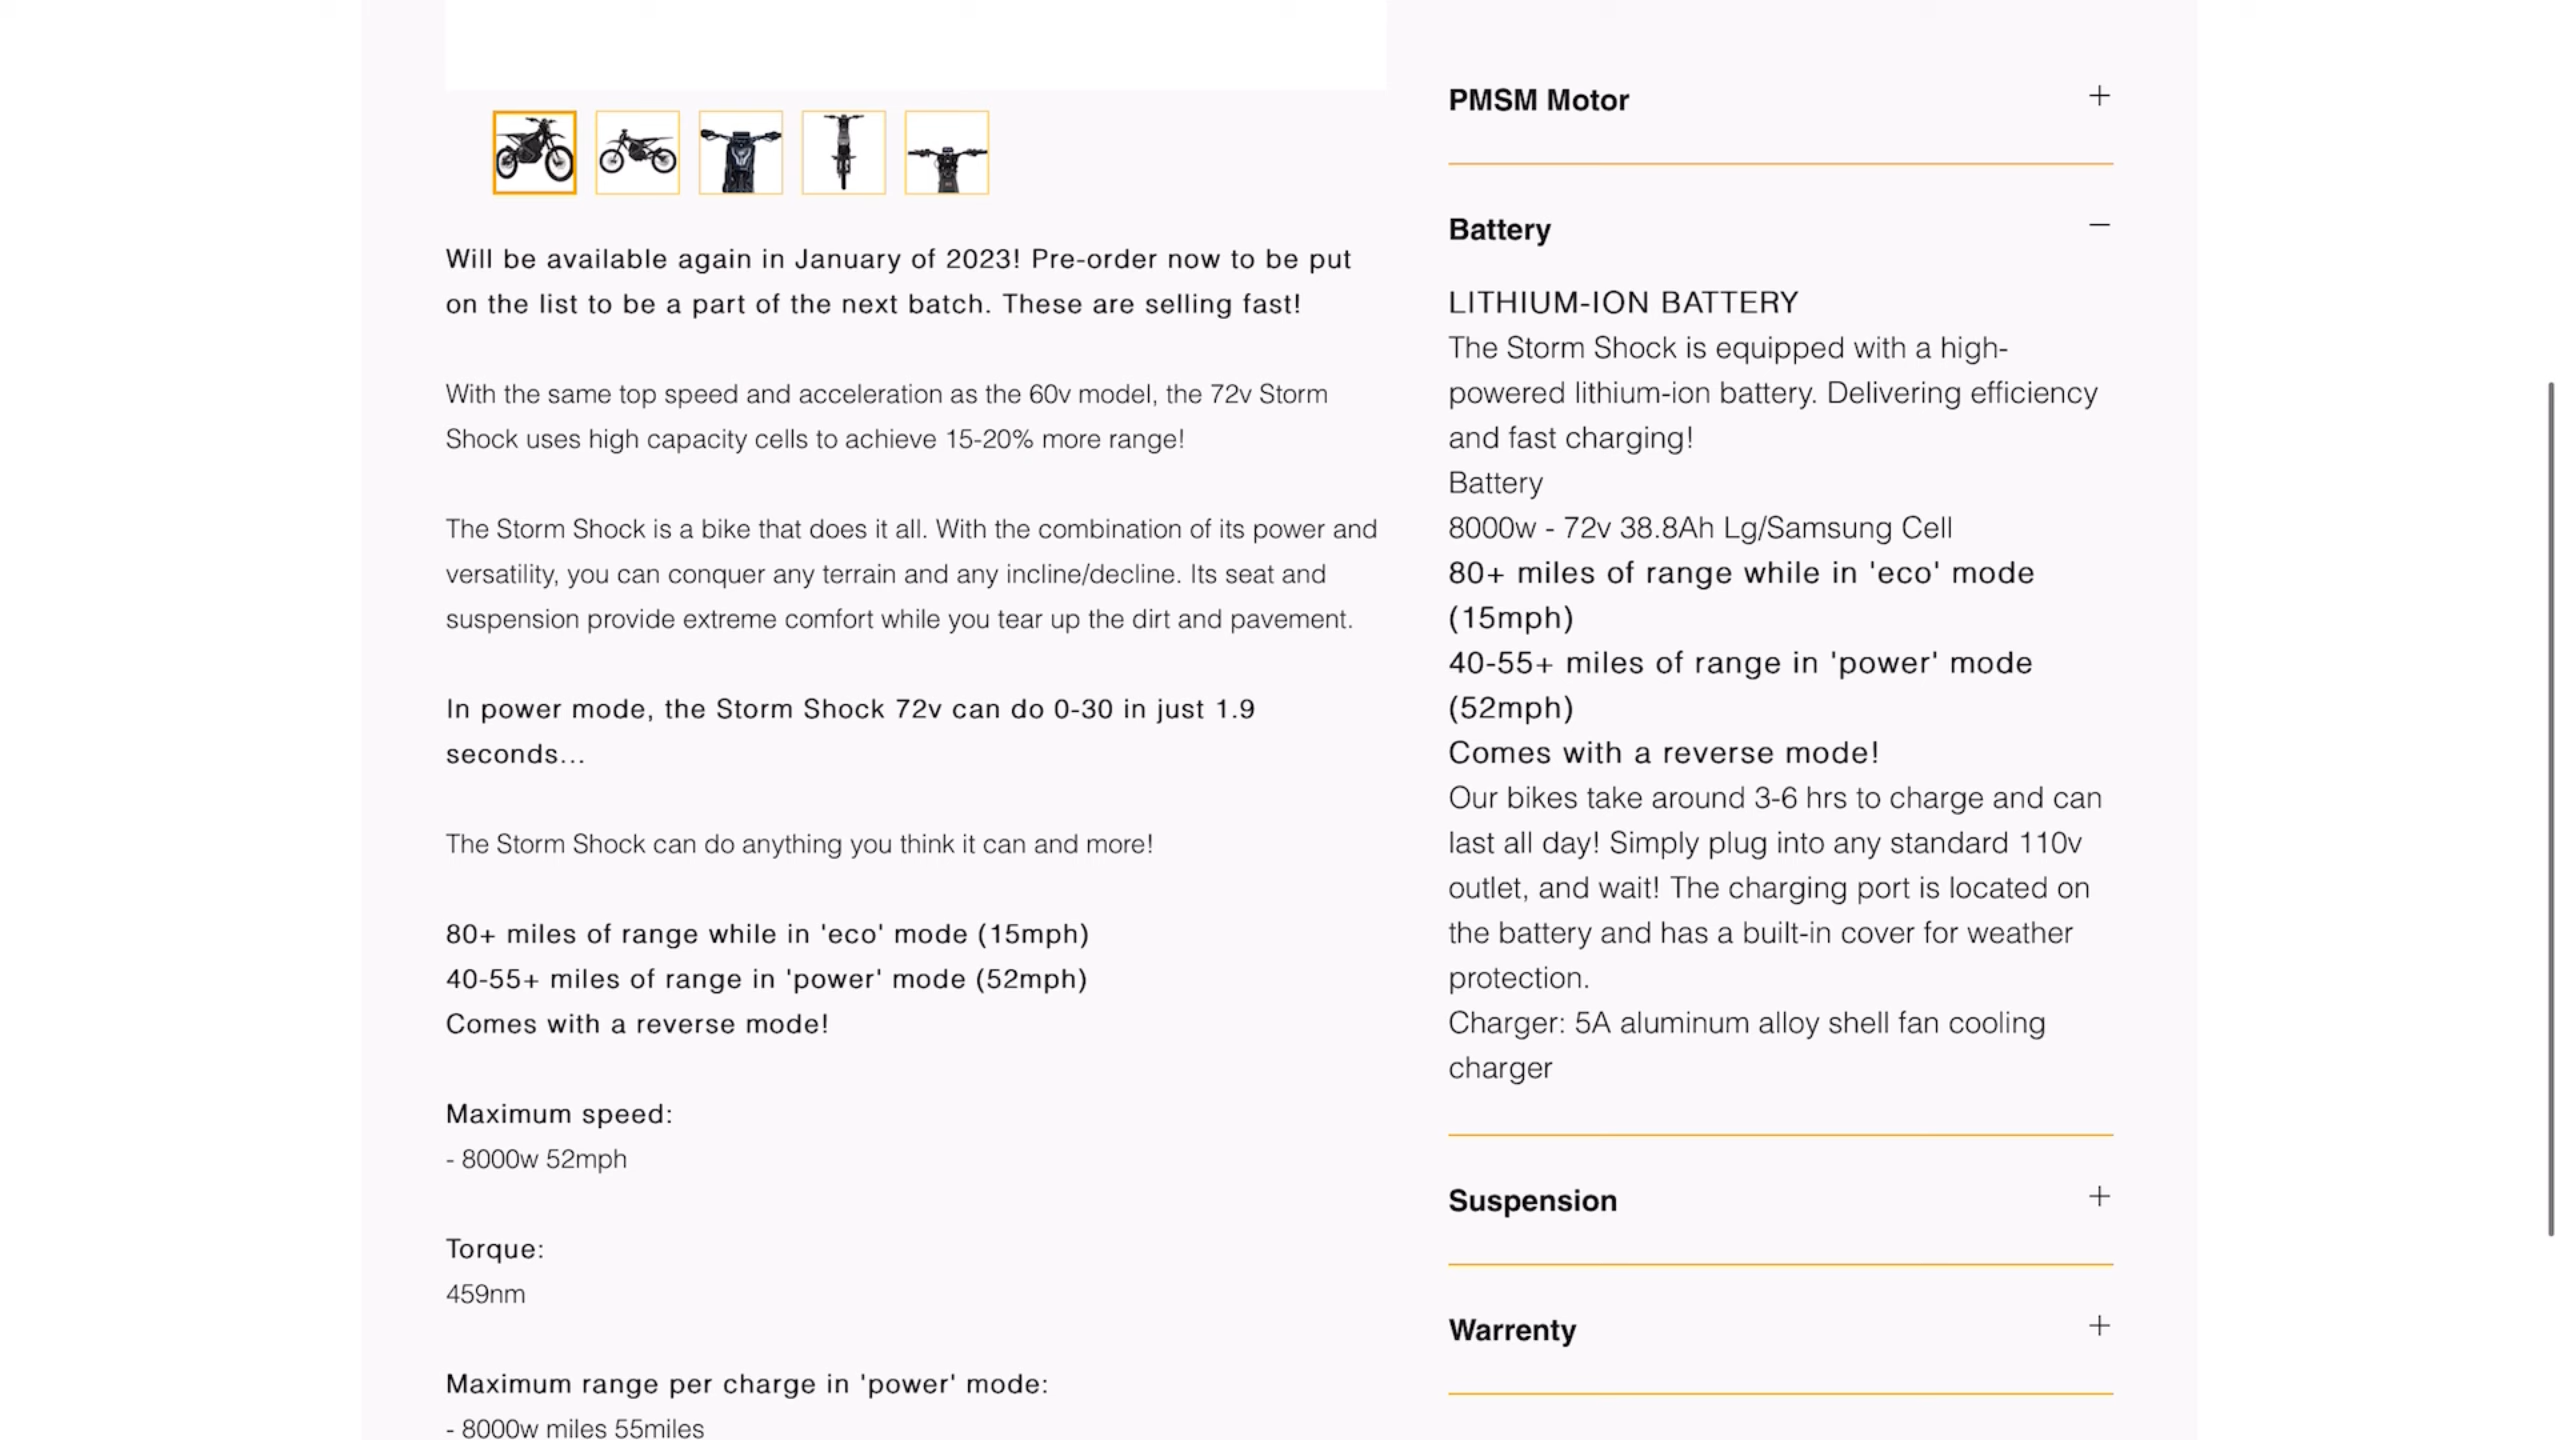 Will be available again in January of 2023! Pre-order now to be put
on the list to be a part of the next batch. These are selling fast!
With the same top speed and acceleration as the 60v model, the 72v Storm
Shock uses high capacity cells to achieve 15-20% more range!
The Storm Shock is a bike that does it all. With the combination of its power and
versatility, you can conquer any terrain and any incline/decline. Its seat and
suspension provide extreme comfort while you tear up the dirt and pavement.
In power mode, the Storm Shock 72v can do 0-30 in just 1.9
seconds...
The Storm Shock can do anything you think it can and more!
80+ miles of range while in 'eco' mode (15mph)
40-55+ miles of range in 'power' mode (52mph)
Comes with a reverse mode!
Maximum speed:
- 8000w 52mph
Torque:
459nm
Maximum range per charge in 'power' mode:
- 8000w miles 55miles
PMSM Motor +
Battery −
LITHIUM-ION BATTERY
The Storm Shock is equipped with a high-
powered lithium-ion battery. Delivering efficiency
and fast charging!
Battery
8000w - 72v 38.8Ah Lg/Samsung Cell
80+ miles of range while in 'eco' mode
(15mph)
40-55+ miles of range in 'power' mode
(52mph)
Comes with a reverse mode!
Our bikes take around 3-6 hrs to charge and can
last all day! Simply plug into any standard 110v
outlet, and wait! The charging port is located on
the battery and has a built-in cover for weather
protection.
Charger: 5A aluminum alloy shell fan cooling
charger
Suspension +
Warrenty +